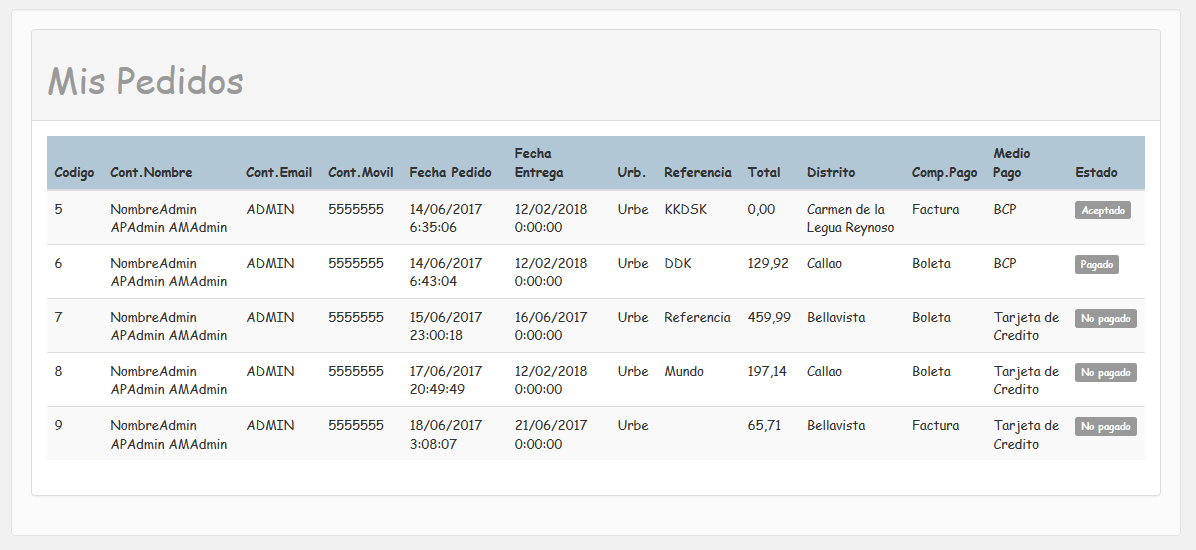 Mis Pedidos
Codigo Cont.Nombre Cont.Email Cont.Movil Fecha Pedido Fecha Entrega Urb. Referencia Total Distrito Comp.Pago Medio Pago Estado
5 NombreAdmin ADMIN 5555555 14/06/2017 12/02/2018 Urbe KKDSK 0,00 Carmen de la Factura BCP Aceptado
APAdmin AMAdmin 6:35:06 0:00:00 Legua Reynoso
6 NombreAdmin ADMIN 5555555 14/06/2017 12/02/2018 Urbe DDK 129,92 Callao Boleta BCP Pagado
APAdmin AMAdmin 6:43:04 0:00:00
7 NombreAdmin ADMIN 5555555 15/06/2017 16/06/2017 Urbe Referencia 459,99 Bellavista Boleta Tarjeta de No pagado
APAdmin AMAdmin 23:00:18 0:00:00 Credito
8 NombreAdmin ADMIN 5555555 17/06/2017 12/02/2018 Urbe Mundo 197,14 Callao Boleta Tarjeta de No pagado
APAdmin AMAdmin 20:49:49 0:00:00 Credito
9 NombreAdmin ADMIN 5555555 18/06/2017 21/06/2017 Urbe 65,71 Bellavista Factura Tarjeta de No pagado
APAdmin AMAdmin 3:08:07 0:00:00 Credito